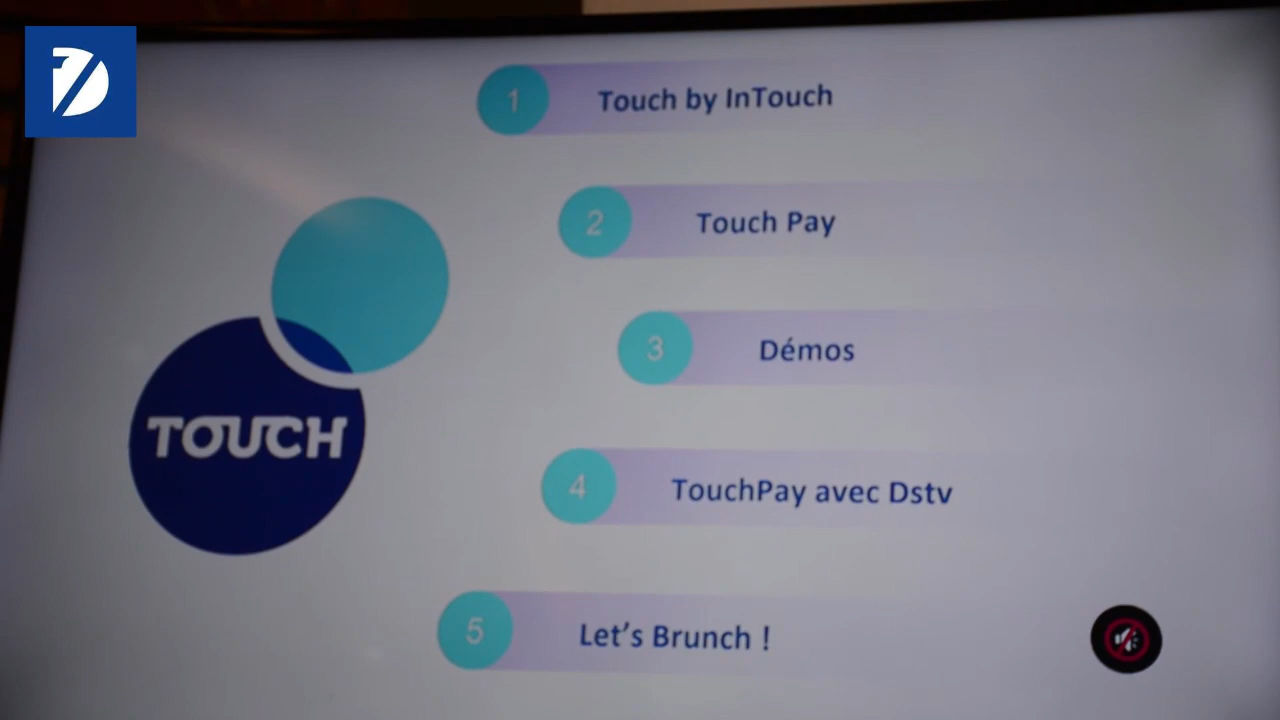 1 Touch by InTouch
2 Touch Pay
3 Démos
TOUCH
4 TouchPay avec Dstv
5 Let's Brunch !